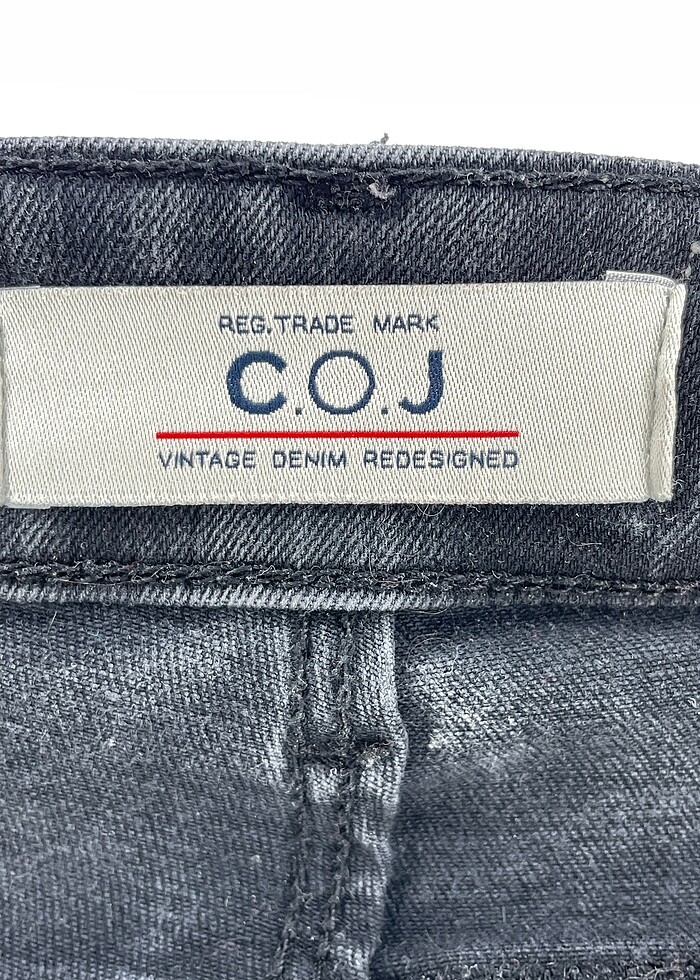 REG. TRADE MARK
C.O.J
VINTAGE DENIM REDESIGNED